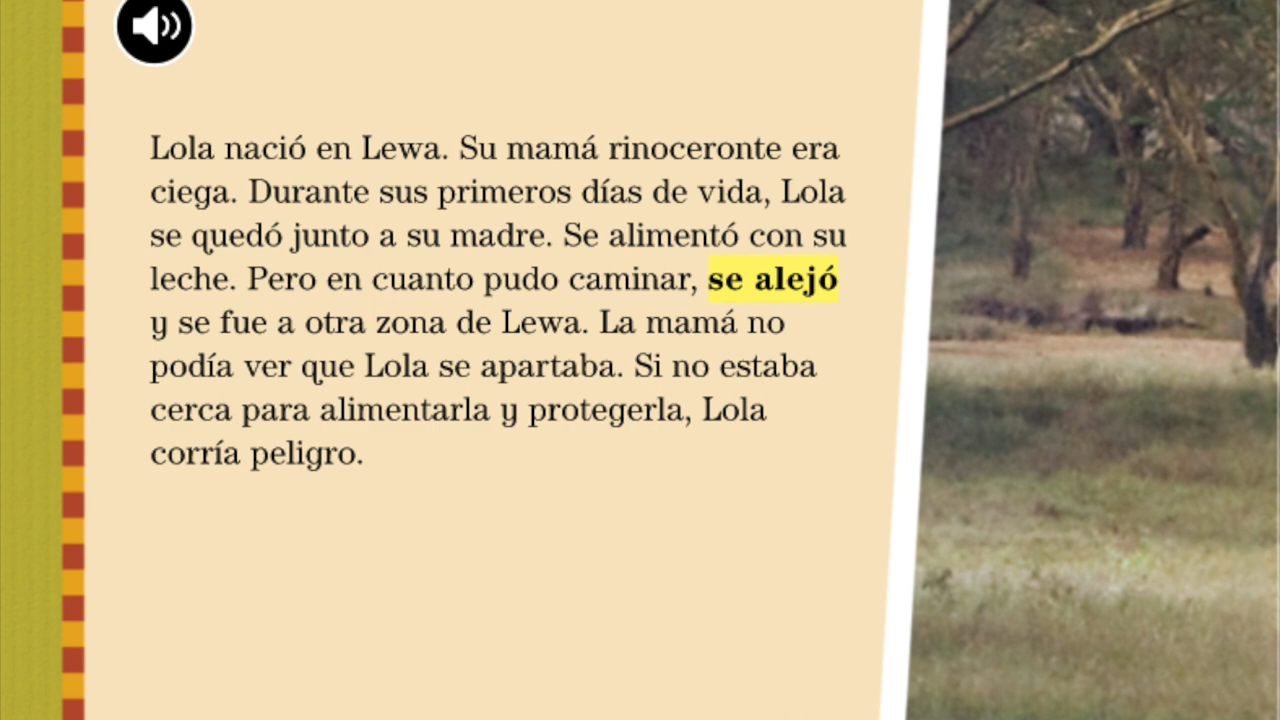 Lola nació en Lewa. Su mamá rinoceronte era
ciega. Durante sus primeros días de vida, Lola
se quedó junto a su madre. Se alimentó con su
leche. Pero en cuanto pudo caminar, se alejó
y se fue a otra zona de Lewa. La mamá no
podía ver que Lola se apartaba. Si no estaba
cerca para alimentarla y protegerla, Lola
corría peligro.